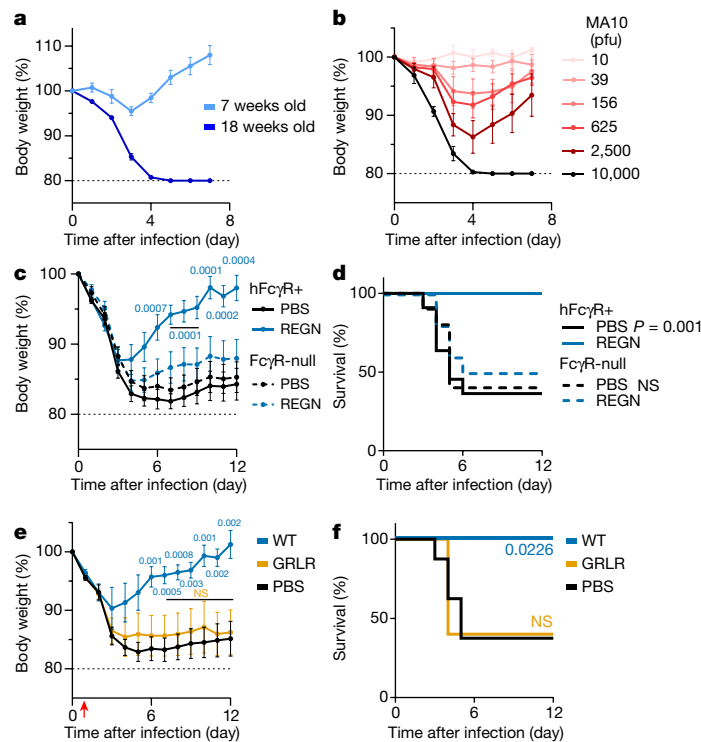 a
Body weight (%)
110
100
90
80
0
4
8
Time after infection (day)
7 weeks old
18 weeks old
b
Body weight (%)
100
90
80
0
2
4
6
8
Time after infection (day)
MA10
(pfu)
10
39
156
625
2,500
10,000
c
Body weight (%)
100
90
80
0
6
12
Time after infection (day)
0.0007
0.0001
0.0001
0.0002
0.0004
hFcγR+
PBS
REGN
FcγR-null
PBS
REGN
d
Survival (%)
100
50
0
0
6
12
Time after infection (day)
hFcγR+
PBS P = 0.001
REGN
FcγR-null
PBS NS
REGN
e
Body weight (%)
100
90
80
0
6
12
Time after infection (day)
0.001
0.0005
0.0008
0.003
0.001
0.002
0.002
NS
WT
GRLR
PBS
f
Survival (%)
100
50
0
0
6
12
Time after infection (day)
0.0226
NS
WT
GRLR
PBS